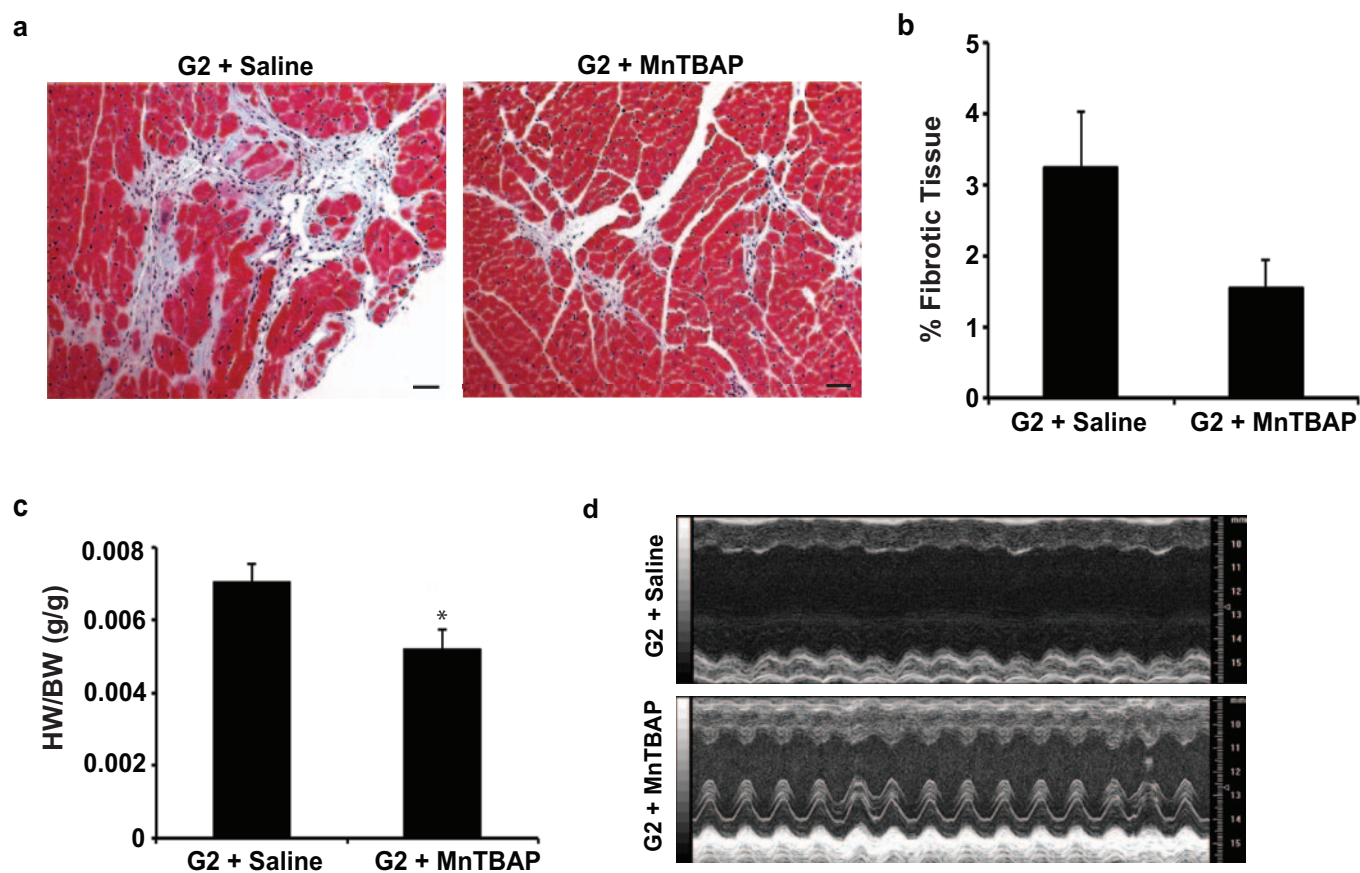 a
G2 + Saline
G2 + MnTBAP
b
5
4
3
2
1
0
% Fibrotic Tissue
G2 + Saline
G2 + MnTBAP
c
0.008
0.006
0.004
0.002
0
HW/BW (g/g)
*
G2 + Saline
G2 + MnTBAP
d
G2 + Saline
mm
10
11
12
13
14
15
G2 + MnTBAP
10
11
12
13
14
15